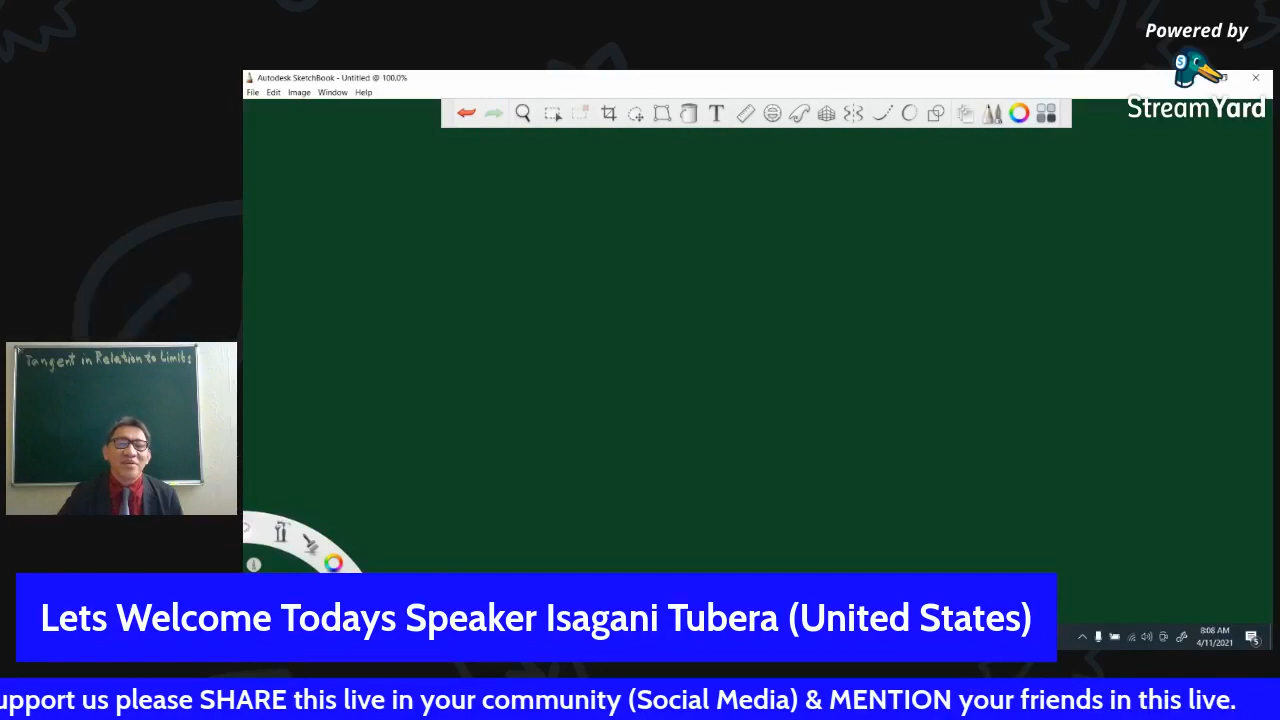 Powered by
StreamYard
Autodesk SketchBook - Untitled @ 100.0%
File Edit Image Window Help
T
Tangent in Relation to Limits
Lets Welcome Todays Speaker Isagani Tubera (United States)
8:08 AM
4/11/2021
5
upport us please SHARE this live in your community (Social Media) & MENTION your friends in this live.